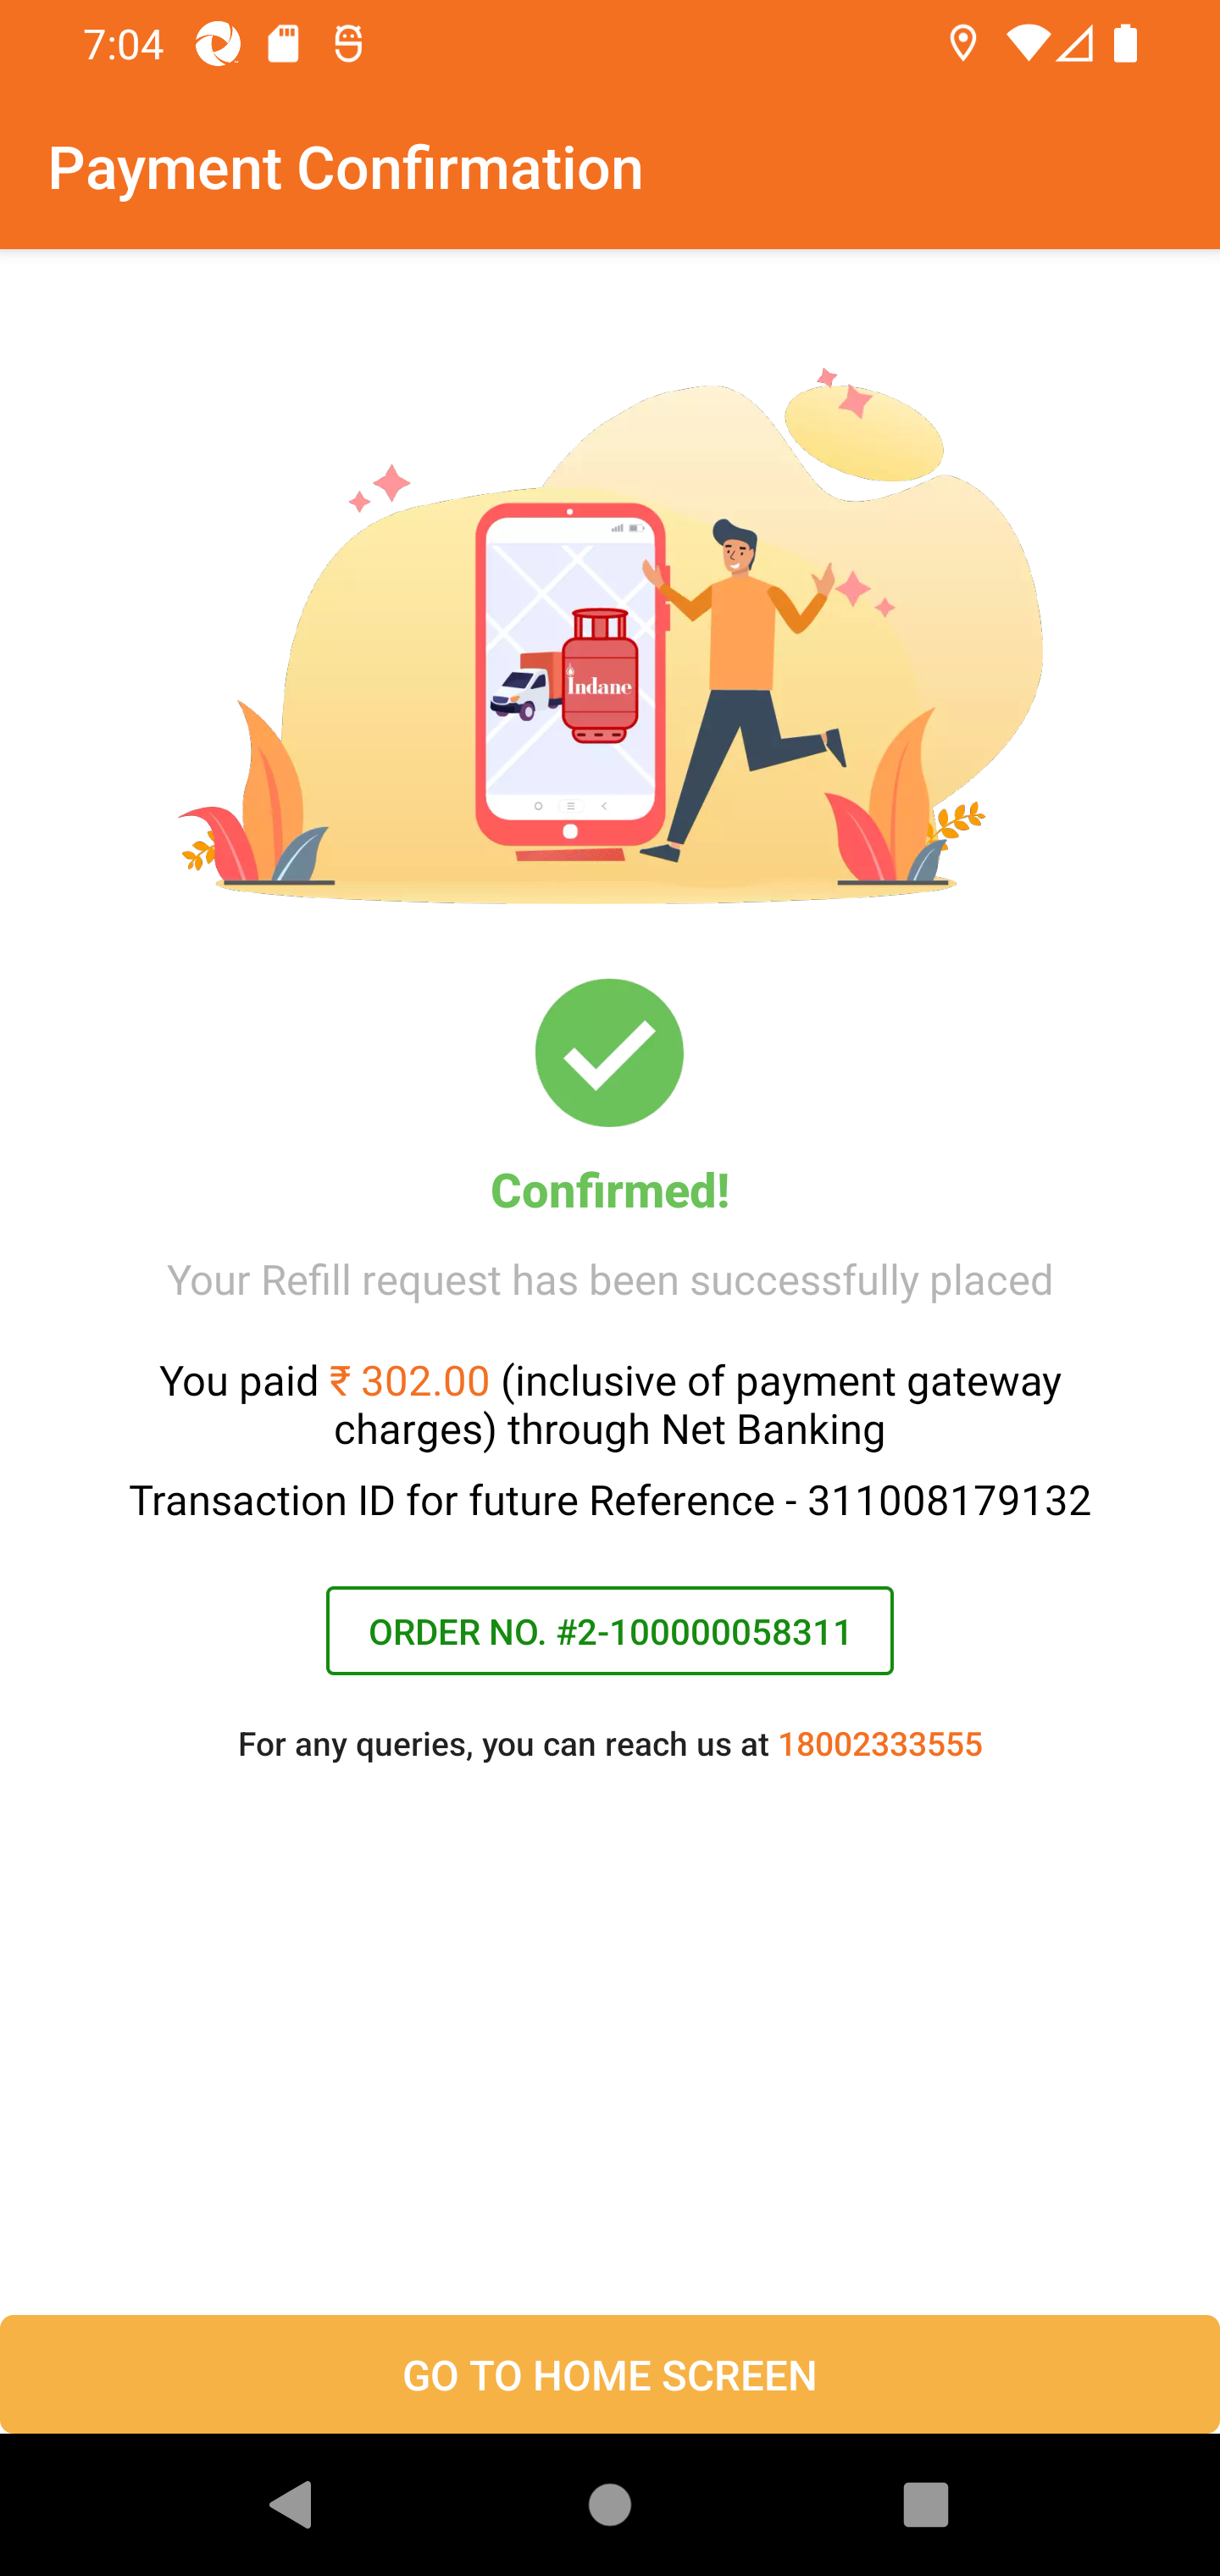 7:04
Payment Confirmation
Indane
Confirmed!
Your Refill request has been successfully placed
You paid ₹ 302.00 (inclusive of payment gateway
charges) through Net Banking
Transaction ID for future Reference - 311008179132
ORDER NO. #2-100000058311
For any queries, you can reach us at 18002333555
GO TO HOME SCREEN